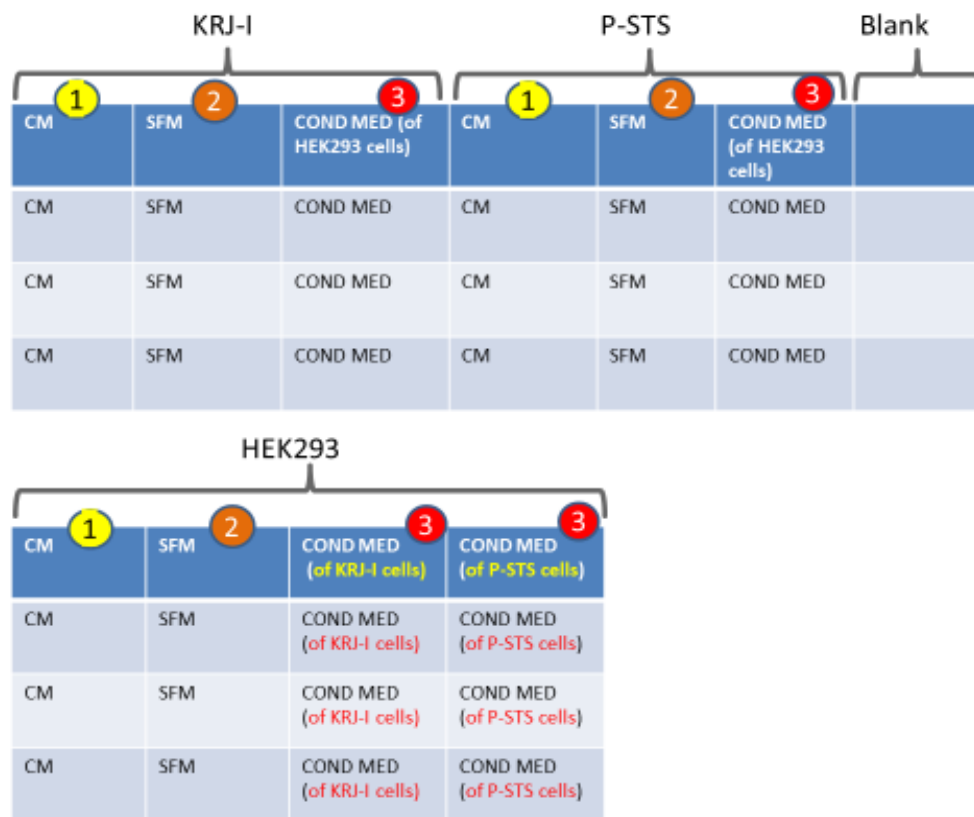 KRJ-I P-STS Blank
1 2 3 1 2 3
CM SFM COND MED (of CM SFM COND MED
HEK293 cells) (of HEK293
cells)
CM SFM COND MED CM SFM COND MED
CM SFM COND MED CM SFM COND MED
CM SFM COND MED CM SFM COND MED
HEK293
1 2 3 3
CM SFM COND MED COND MED
(of KRJ-I cells) (of P-STS cells)
CM SFM COND MED COND MED
(of KRJ-I cells) (of P-STS cells)
CM SFM COND MED COND MED
(of KRJ-I cells) (of P-STS cells)
CM SFM COND MED COND MED
(of KRJ-I cells) (of P-STS cells)